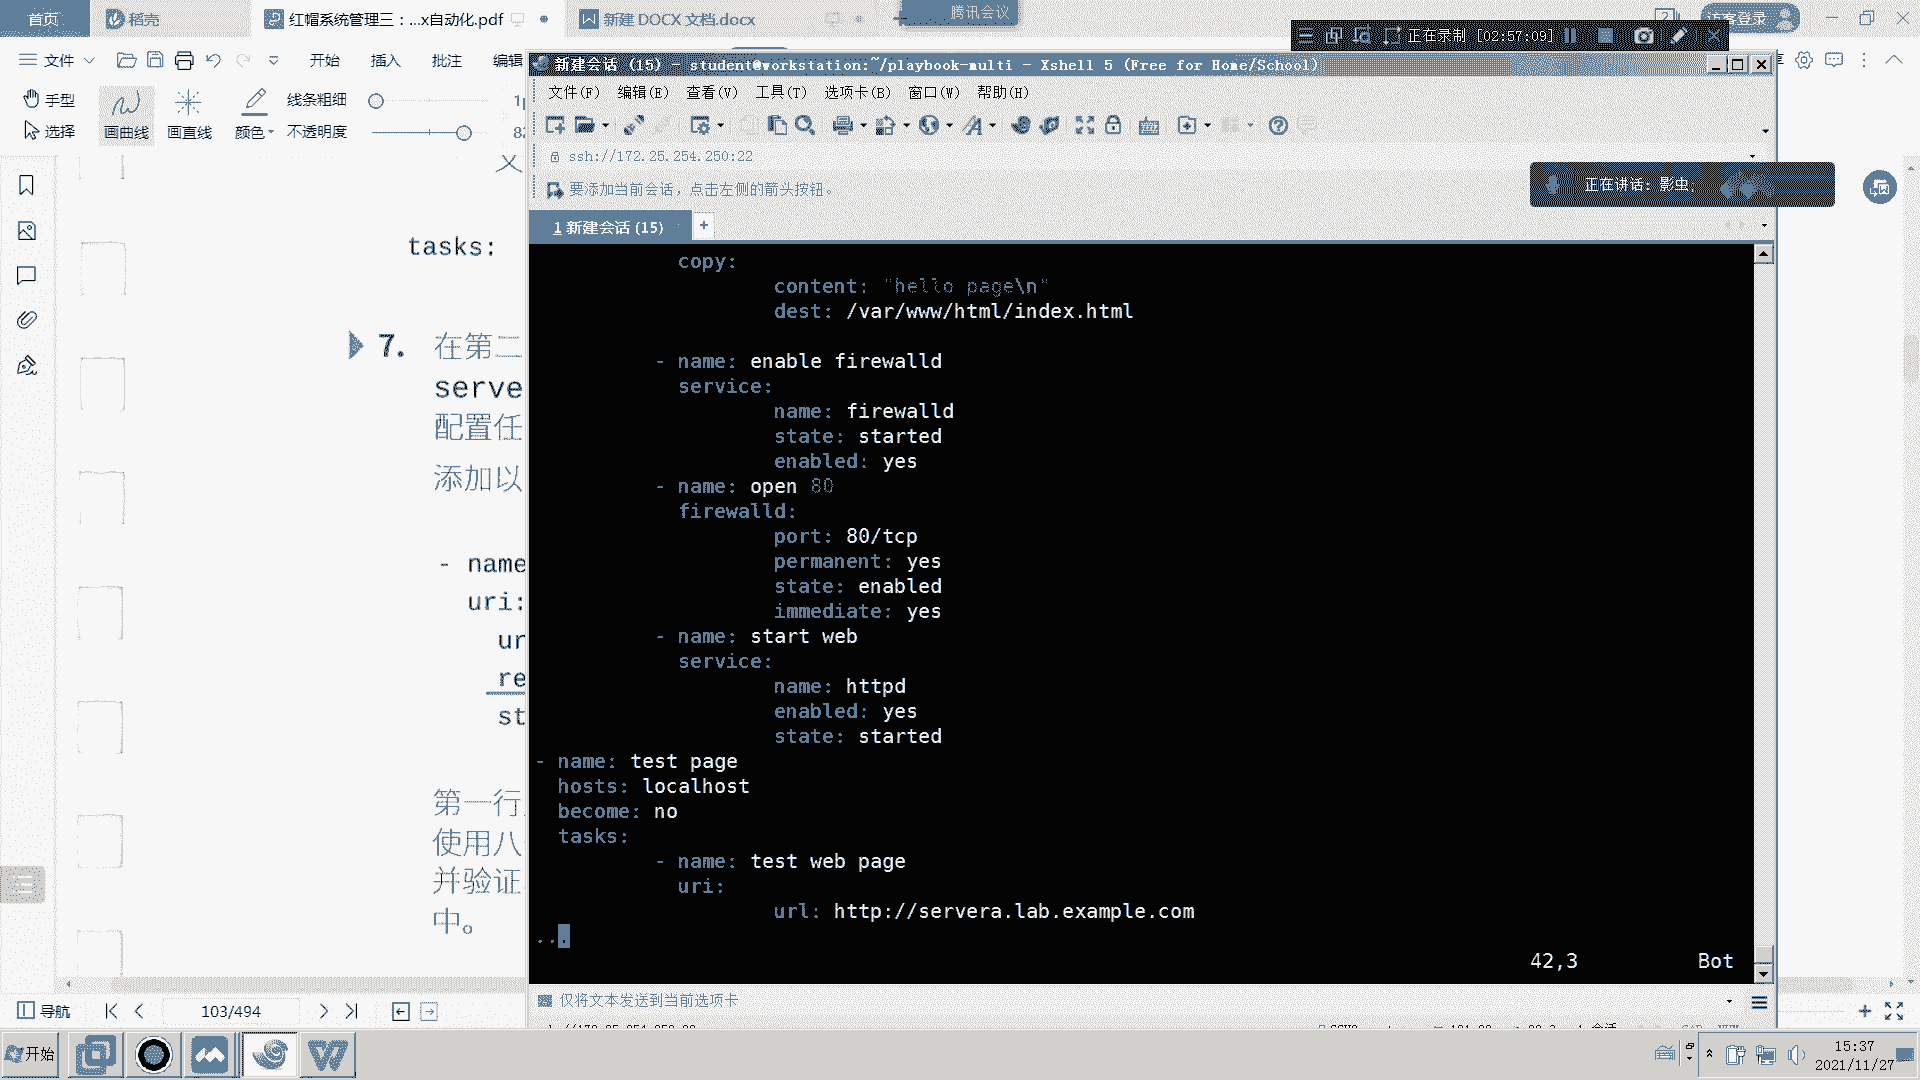 首页
稻壳
红帽系统管理三：...x自动化.pdf
新建 DOCX 文档.docx
腾讯会议
访客登录
正在录制 [02:57:09]
文件
开始
插入
批注
编辑
手型
选择
画曲线
画直线
颜色
线条粗细
不透明度
新建会话 (15) - student@workstation:~/playbook-multi - Xshell 5 (Free for Home/School)
文件(F) 编辑(E) 查看(V) 工具(T) 选项卡(B) 窗口(W) 帮助(H)
ssh://172.25.254.250:22
要添加当前会话，点击左侧的箭头按钮。
正在讲话：影虫;
1 新建会话 (15)
+
tasks:
7. 在第二
serve
配置任
添加以
- name
uri:
ur
re
st
第一行
使用八
并验证
中。
copy:
content: "hello page\n"
dest: /var/www/html/index.html
- name: enable firewalld
service:
name: firewalld
state: started
enabled: yes
- name: open 80
firewalld:
port: 80/tcp
permanent: yes
state: enabled
immediate: yes
- name: start web
service:
name: httpd
enabled: yes
state: started
- name: test page
hosts: localhost
become: no
tasks:
- name: test web page
uri:
url: http://servera.lab.example.com
...
42,3 Bot
仅将文本发送到当前选项卡
导航
103/494
开始
15:37
2021/11/27